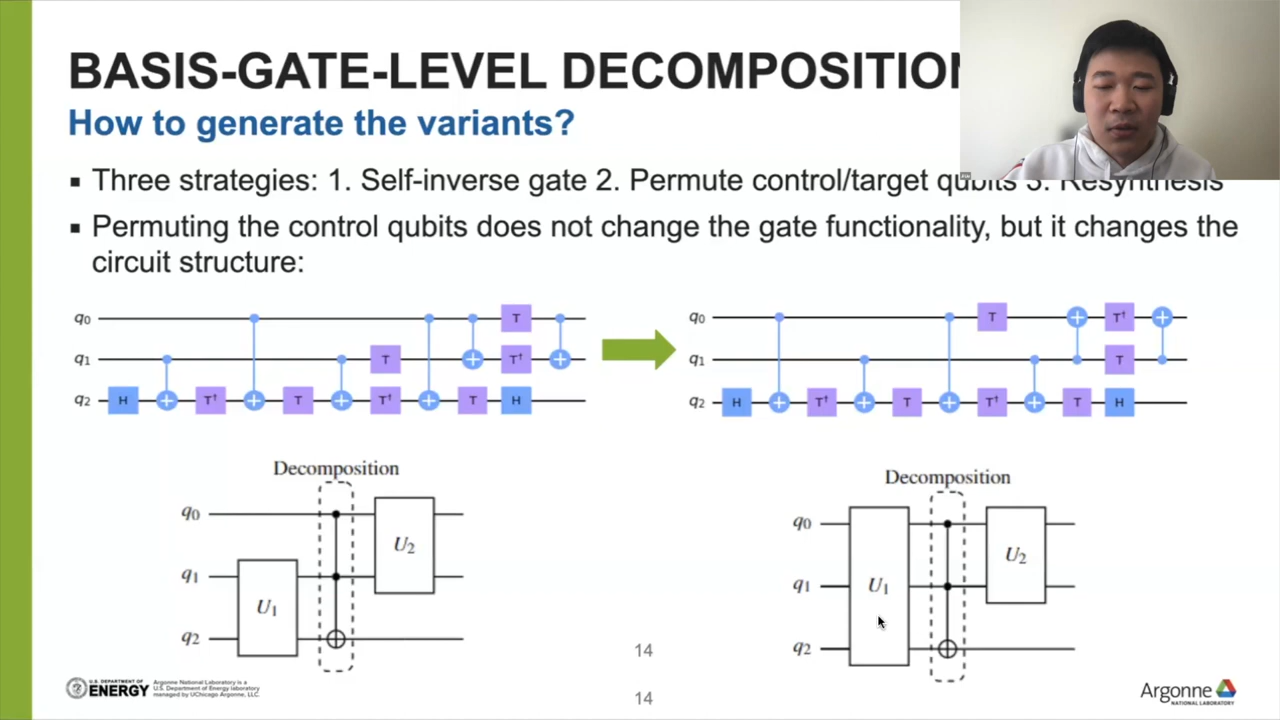 BASIS-GATE-LEVEL DECOMPOSITION
How to generate the variants?
▪ Three strategies: 1. Self-inverse gate 2. Permute control/target qubits 3. Resynthesis
▪ Permuting the control qubits does not change the gate functionality, but it changes the
circuit structure:
q₀ T
q₁ T T†
q₂ H T† T T† T H
q₀ T T†
q₁ T
q₂ H T† T T† T H
Decomposition
q₀
q₁
q₂
U₁
U₂
Decomposition
q₀
q₁
q₂
U₁
U₂
14
14
U.S. DEPARTMENT OF
ENERGY
Argonne National Laboratory is a
U.S. Department of Energy laboratory
managed by UChicago Argonne, LLC.
Argonne
NATIONAL LABORATORY